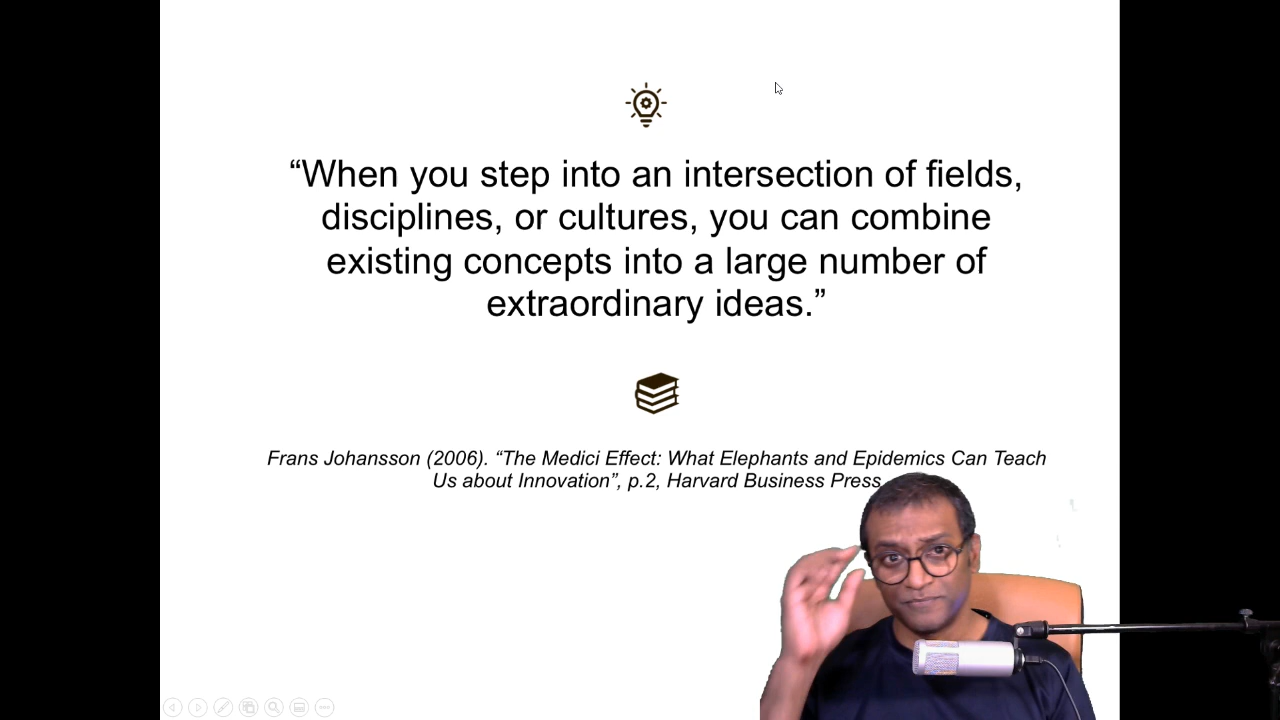 “When you step into an intersection of fields,
disciplines, or cultures, you can combine
existing concepts into a large number of
extraordinary ideas.”
Frans Johansson (2006). “The Medici Effect: What Elephants and Epidemics Can Teach
Us about Innovation”, p.2, Harvard Business Press